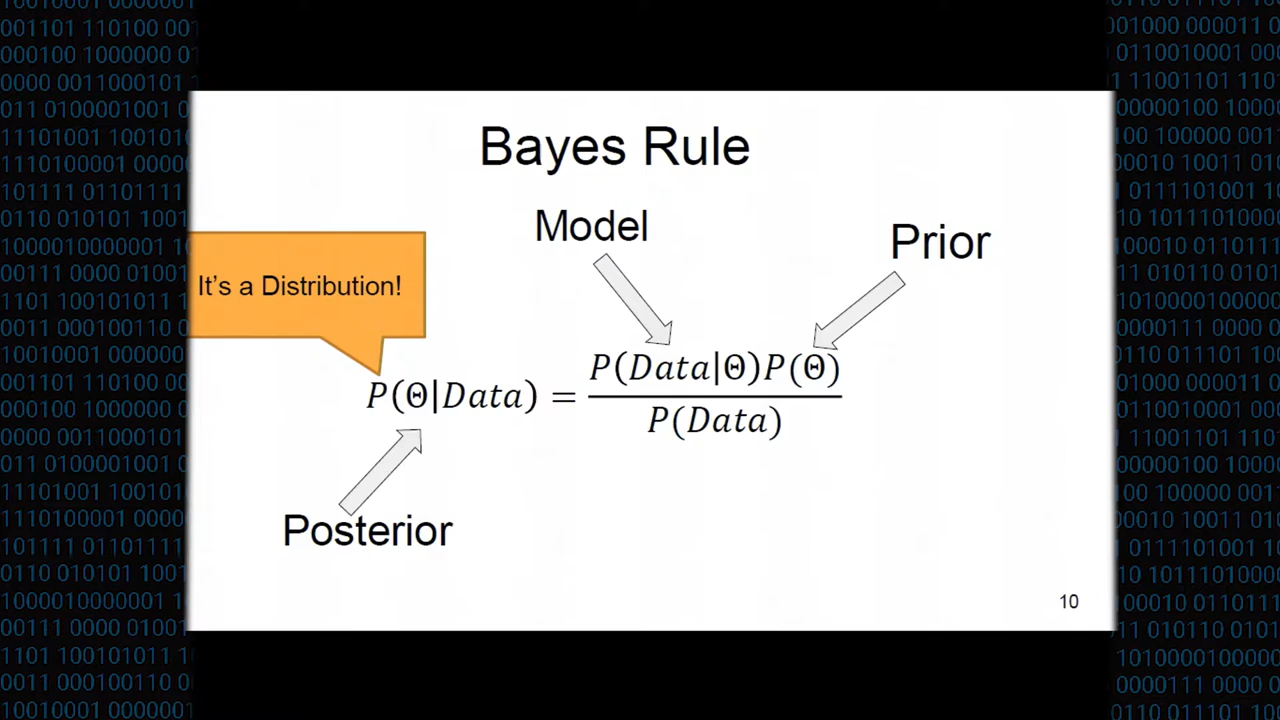 Bayes Rule
Model
Prior
It's a Distribution!
P(Θ|Data) = P(Data|Θ)P(Θ)
P(Data)
Posterior
10